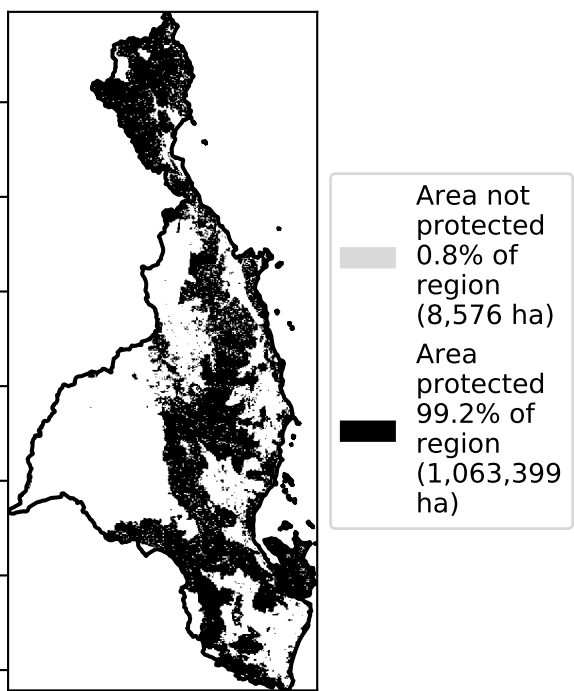 Area not
protected
0.8% of
region
(8,576 ha)
Area
protected
99.2% of
region
(1,063,399
ha)